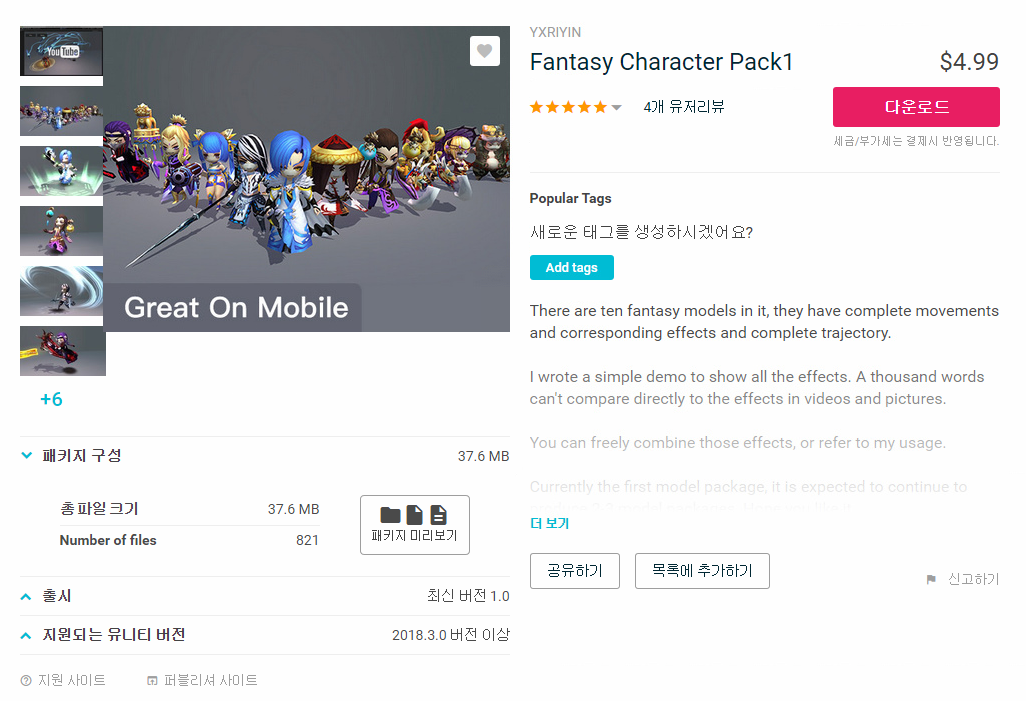 YouTube
Great On Mobile
+6
패키지 구성 37.6 MB
총 파일 크기 37.6 MB
Number of files 821
패키지 미리보기
출시 최신 버전 1.0
지원되는 유니티 버전 2018.3.0 버전 이상
지원 사이트 퍼블리셔 사이트
YXRIYIN
Fantasy Character Pack1 $4.99
4개 유저리뷰
다운로드
세금/부가세는 결제시 반영됩니다.
Popular Tags
새로운 태그를 생성하시겠어요?
Add tags
There are ten fantasy models in it, they have complete movements
and corresponding effects and complete trajectory.
I wrote a simple demo to show all the effects. A thousand words
can't compare directly to the effects in videos and pictures.
You can freely combine those effects, or refer to my usage.
Currently the first model package, it is expected to continue to
더 보기
공유하기 목록에 추가하기 신고하기